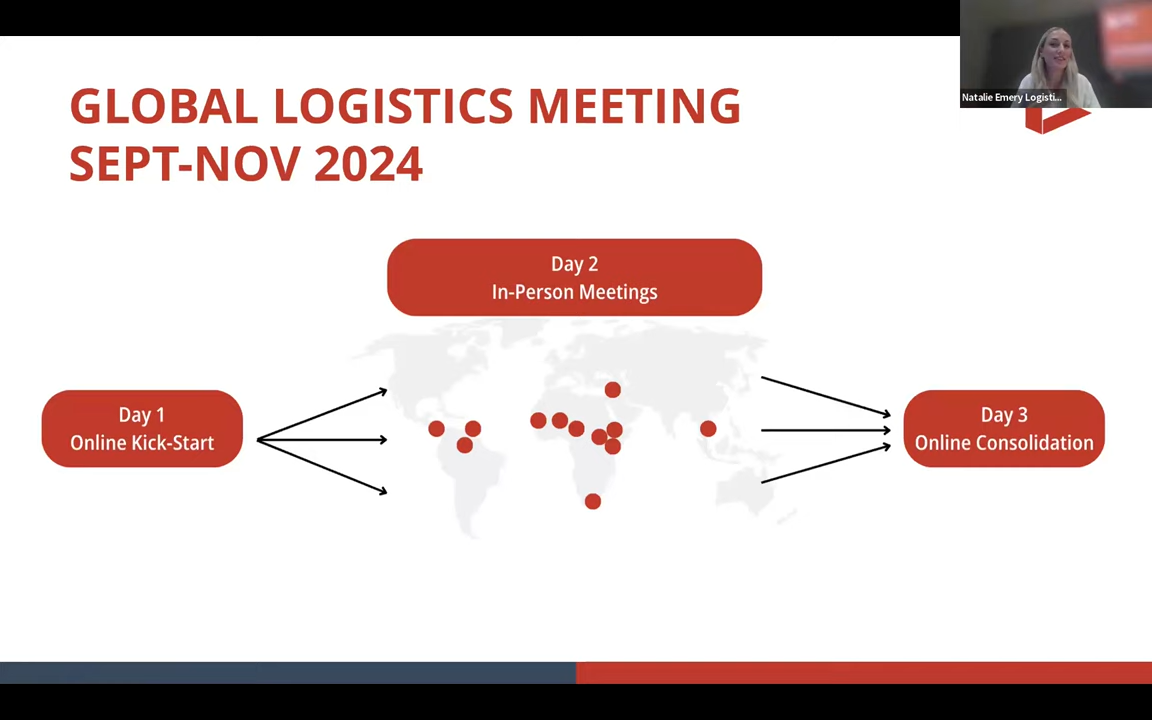 GLOBAL LOGISTICS MEETING
SEPT-NOV 2024
Natalie Emery Logisti...
Day 2
In-Person Meetings
Day 1
Online Kick-Start
Day 3
Online Consolidation